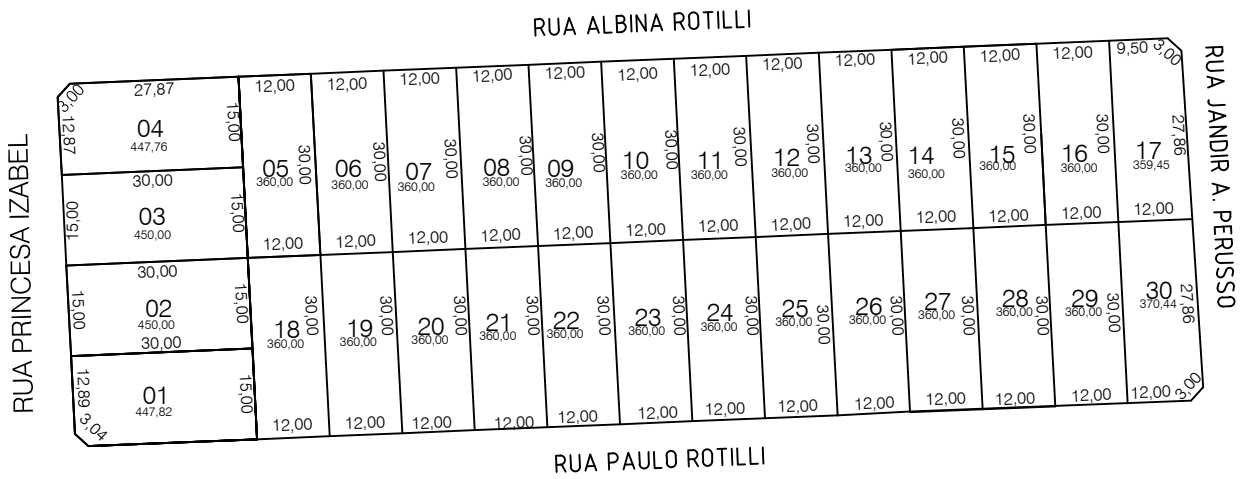 RUA ALBINA ROTILLI
RUA PRINCESA IZABEL
RUA JANDIR A. PERUSSO
3,00 27,87 12,87 15,00
04
447,76
30,00 15,00 15,00
03
450,00
30,00 15,00 15,00
02
450,00
30,00
12,89 3,04 15,00
01
447,82
12,00 12,00 12,00 12,00 12,00 12,00 12,00 12,00 12,00 12,00 12,00 12,00 9,50 3,00
30,00 30,00 30,00 30,00 30,00 30,00 30,00 30,00 30,00 30,00 30,00 30,00 27,86
05 06 07 08 09 10 11 12 13 14 15 16 17
360,00 360,00 360,00 360,00 360,00 360,00 360,00 360,00 360,00 360,00 360,00 360,00 359,45
12,00 12,00 12,00 12,00 12,00 12,00 12,00 12,00 12,00 12,00 12,00 12,00 12,00
30,00 30,00 30,00 30,00 30,00 30,00 30,00 30,00 30,00 30,00 30,00 30,00 27,86
18 19 20 21 22 23 24 25 26 27 28 29 30
360,00 360,00 360,00 360,00 360,00 360,00 360,00 360,00 360,00 360,00 360,00 360,00 370,44
12,00 12,00 12,00 12,00 12,00 12,00 12,00 12,00 12,00 12,00 12,00 12,00 12,00 3,00
RUA PAULO ROTILLI